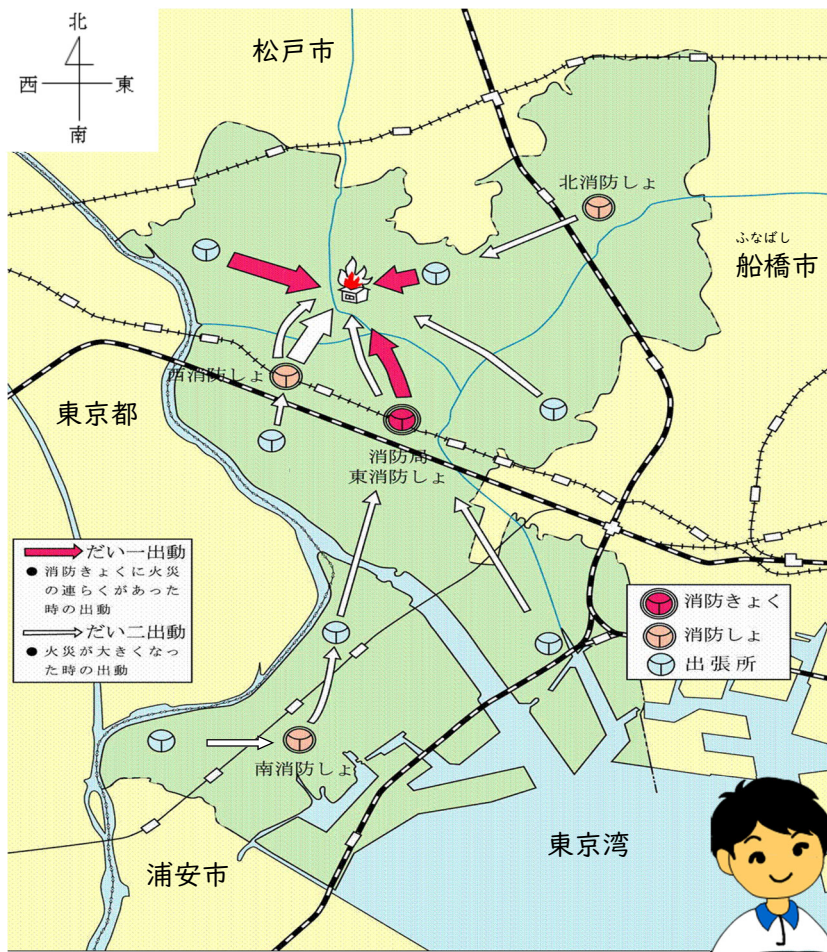 北
西 東
南
松戸市
北消防しょ
ふなばし
船橋市
西消防しょ
東京都
消防局
東消防しょ
だい一出動
● 消防きょくに火災
の連らくがあった
時の出動
だい二出動
● 火災が大きくなっ
た時の出動
消防きょく
消防しょ
出張所
南消防しょ
浦安市
東京湾